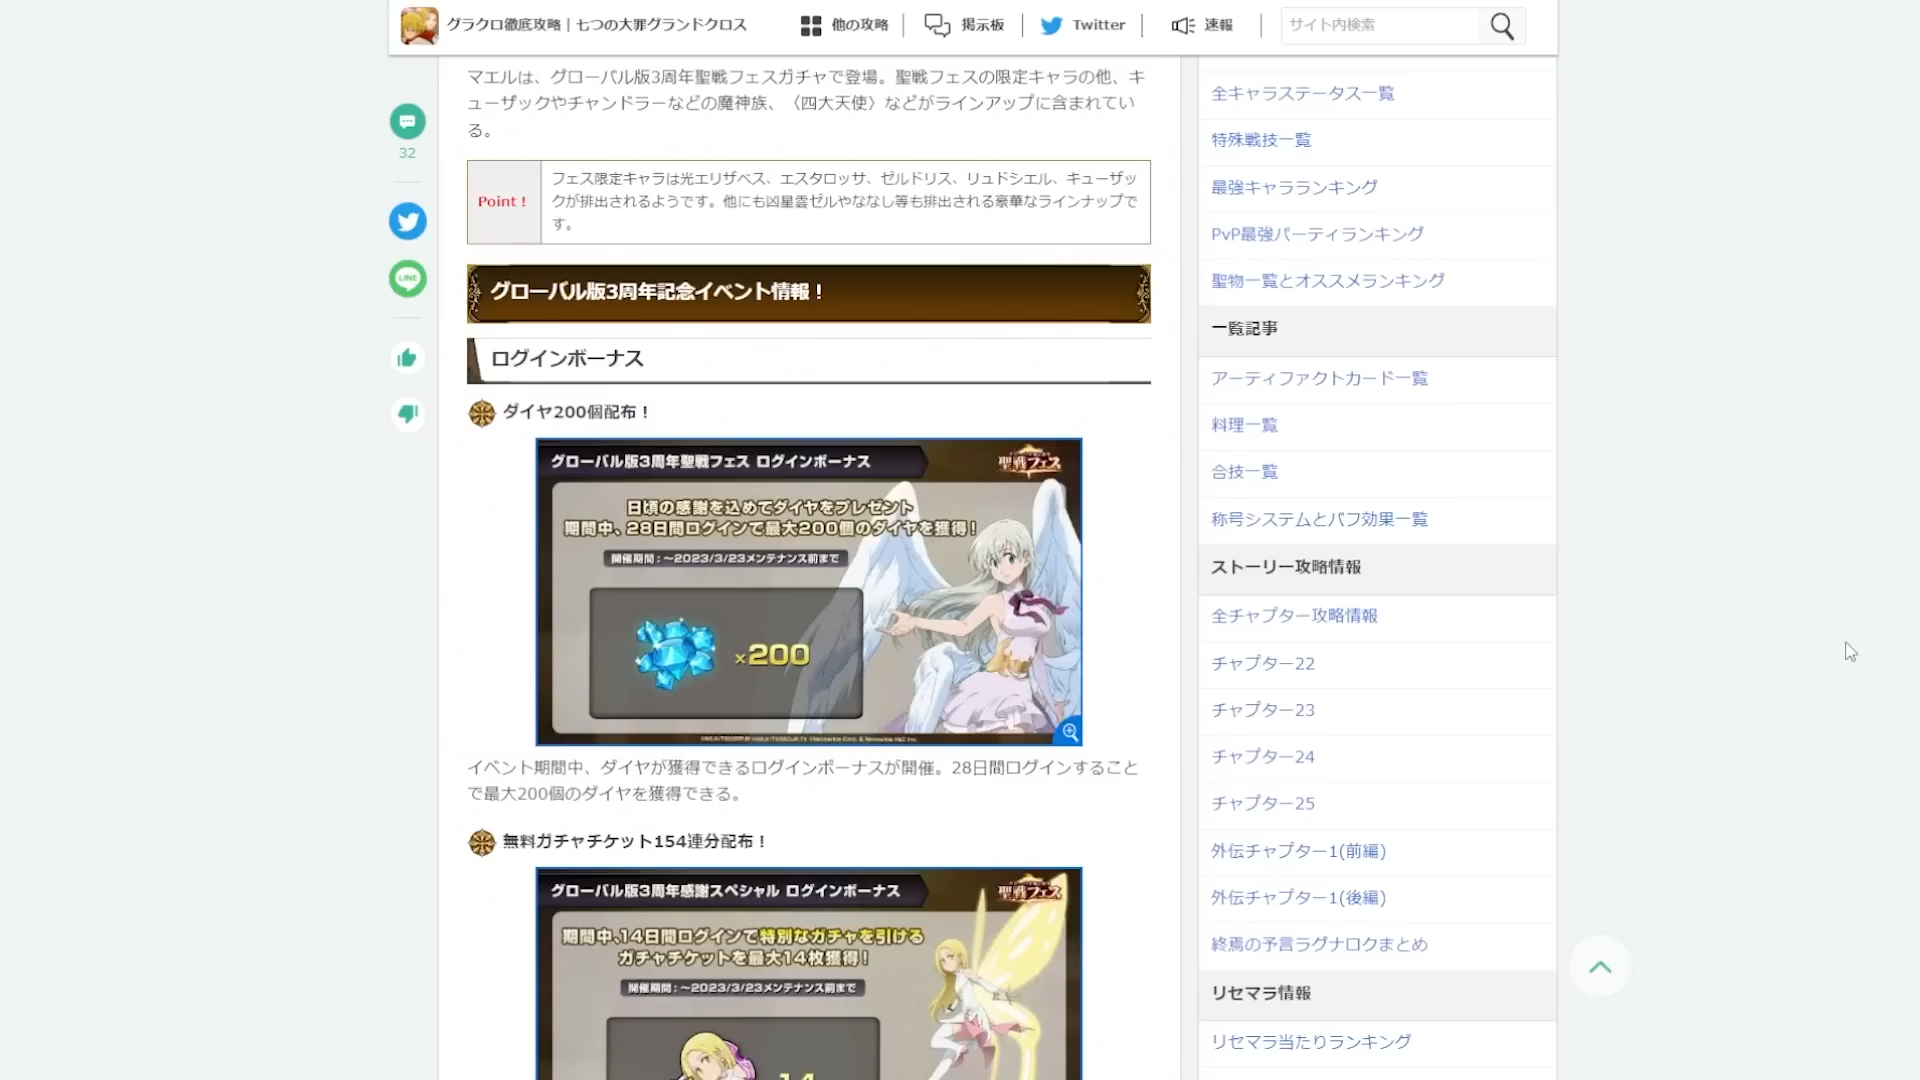 グラクロ徹底攻略｜七つの大罪グランドクロス
他の攻略
掲示板
Twitter
速報
サイト内検索
マエルは、グローバル版3周年聖戦フェスガチャで登場。聖戦フェスの限定キャラの他、キ
ューザックやチャンドラーなどの魔神族、〈四大天使〉などがラインアップに含まれてい
る。
32
LINE
Point！
フェス限定キャラは光エリザベス、エスタロッサ、ゼルドリス、リュドシエル、キューザッ
クが排出されるようです。他にも凶星雲ゼルやななし等も排出される豪華なラインナップで
す。
グローバル版3周年記念イベント情報！
ログインボーナス
ダイヤ200個配布！
グローバル版3周年聖戦フェス ログインボーナス
聖戦フェス
日頃の感謝を込めてダイヤをプレゼント
期間中、28日間ログインで最大200個のダイヤを獲得!
開催期間：～2023/3/23メンテナンス前まで
×200
イベント期間中、ダイヤが獲得できるログインボーナスが開催。28日間ログインすること
で最大200個のダイヤを獲得できる。
無料ガチャチケット154連分配布！
グローバル版3周年感謝スペシャル ログインボーナス
聖戦フェス
期間中、14日間ログインで特別なガチャを引ける
ガチャチケットを最大14枚獲得!
開催期間：～2023/3/23メンテナンス前まで
14
全キャラステータス一覧
特殊戦技一覧
最強キャラランキング
PvP最強パーティランキング
聖物一覧とオススメランキング
一覧記事
アーティファクトカード一覧
料理一覧
合技一覧
称号システムとバフ効果一覧
ストーリー攻略情報
全チャプター攻略情報
チャプター22
チャプター23
チャプター24
チャプター25
外伝チャプター1(前編)
外伝チャプター1(後編)
終焉の予言ラグナロクまとめ
リセマラ情報
リセマラ当たりランキング